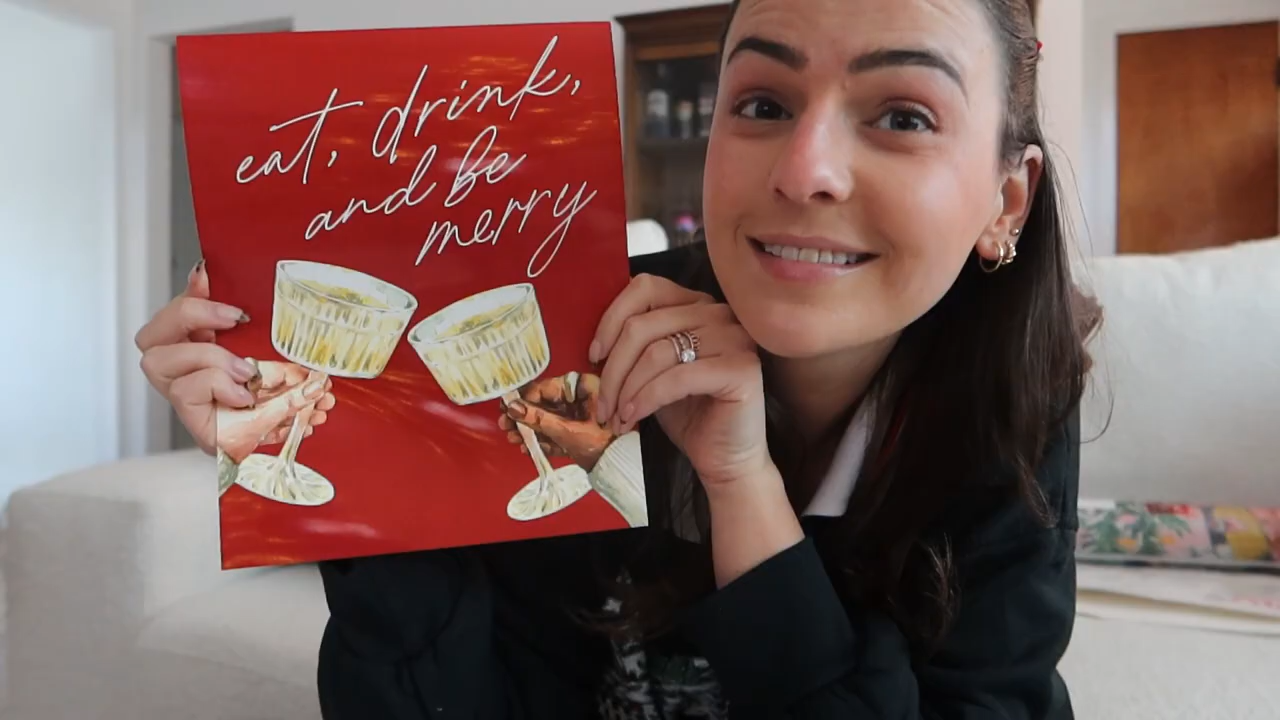 eat, drink,
and be
merry